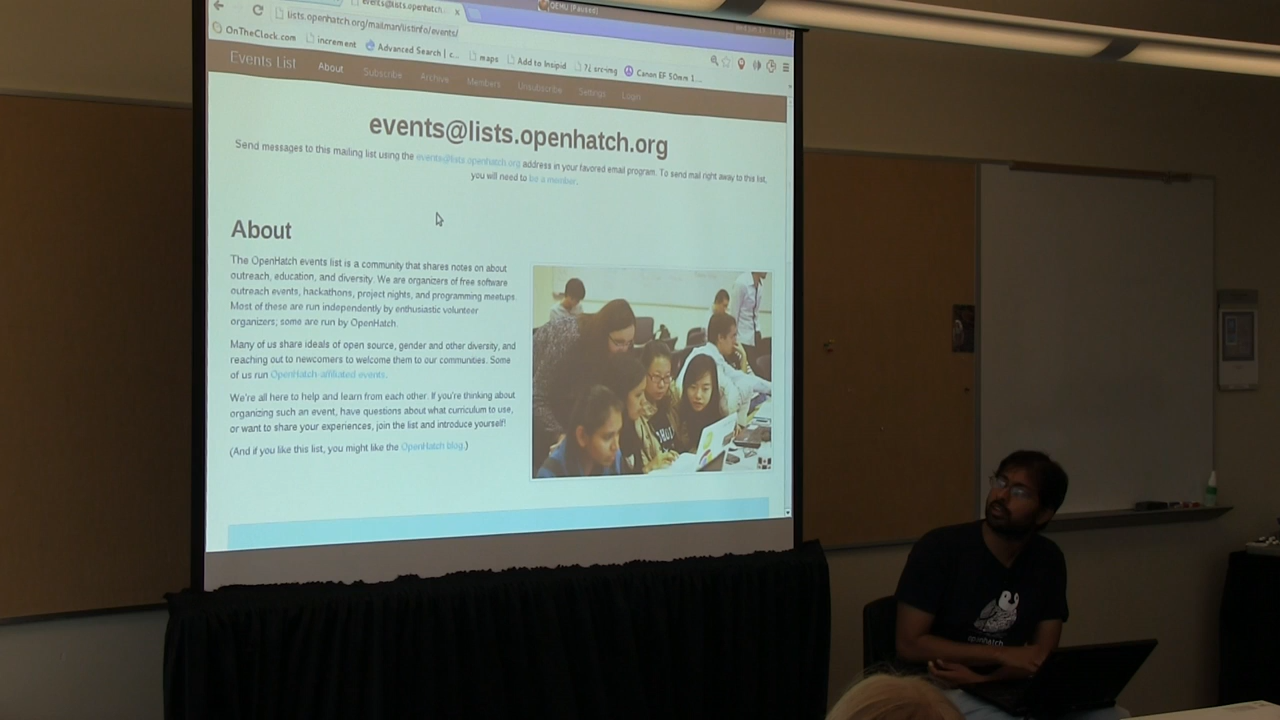 events@lists.openhatch...
QEMU [Paused]
lists.openhatch.org/mailman/listinfo/events/
OnTheClock.com increment Advanced Search | c... maps Add to Insipid Canon EF 50mm 1....
Events List About Subscribe Archive Members Unsubscribe Settings Login
events@lists.openhatch.org
Send messages to this mailing list using the events@lists.openhatch.org address in your favored email program. To send mail right away to this list,
you will need to be a member.
About
The OpenHatch events list is a community that shares notes on about
outreach, education, and diversity. We are organizers of free software
outreach events, hackathons, project nights, and programming meetups.
Most of these are run independently by enthusiastic volunteer
organizers; some are run by OpenHatch.
Many of us share ideals of open source, gender and other diversity, and
reaching out to newcomers to welcome them to our communities. Some
of us run OpenHatch-affiliated events.
We're all here to help and learn from each other. If you're thinking about
organizing such an event, have questions about what curriculum to use,
or want to share your experiences, join the list and introduce yourself!
(And if you like this list, you might like the OpenHatch blog.)
openhatch